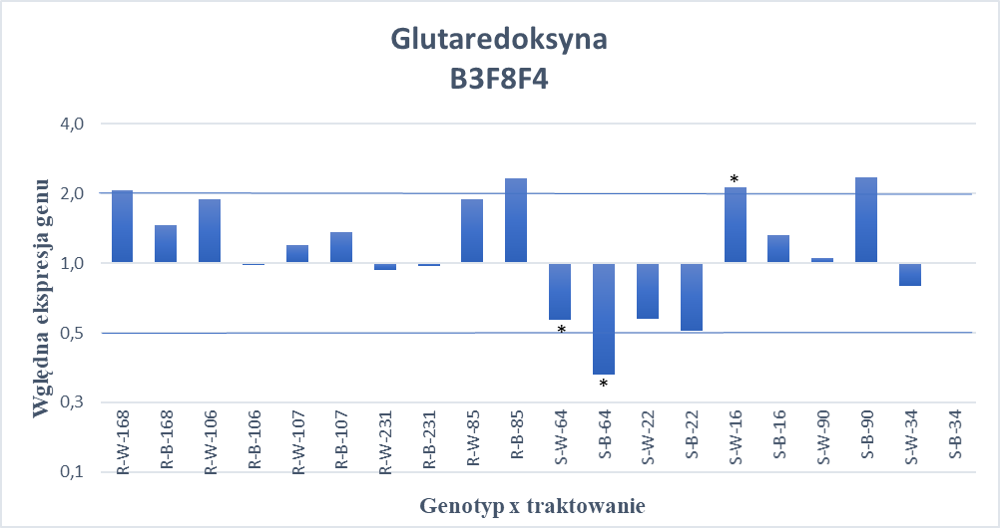 Glutaredoksyna
B3F8F4
Względna ekspresja genu
4,0
2,0
1,0
0,5
0,3
0,1
*
*
*
R-W-168
R-B-168
R-W-106
R-B-106
R-W-107
R-B-107
R-W-231
R-B-231
R-W-85
R-B-85
S-W-64
S-B-64
S-W-22
S-B-22
S-W-16
S-B-16
S-W-90
S-B-90
S-W-34
S-B-34
Genotyp x traktowanie